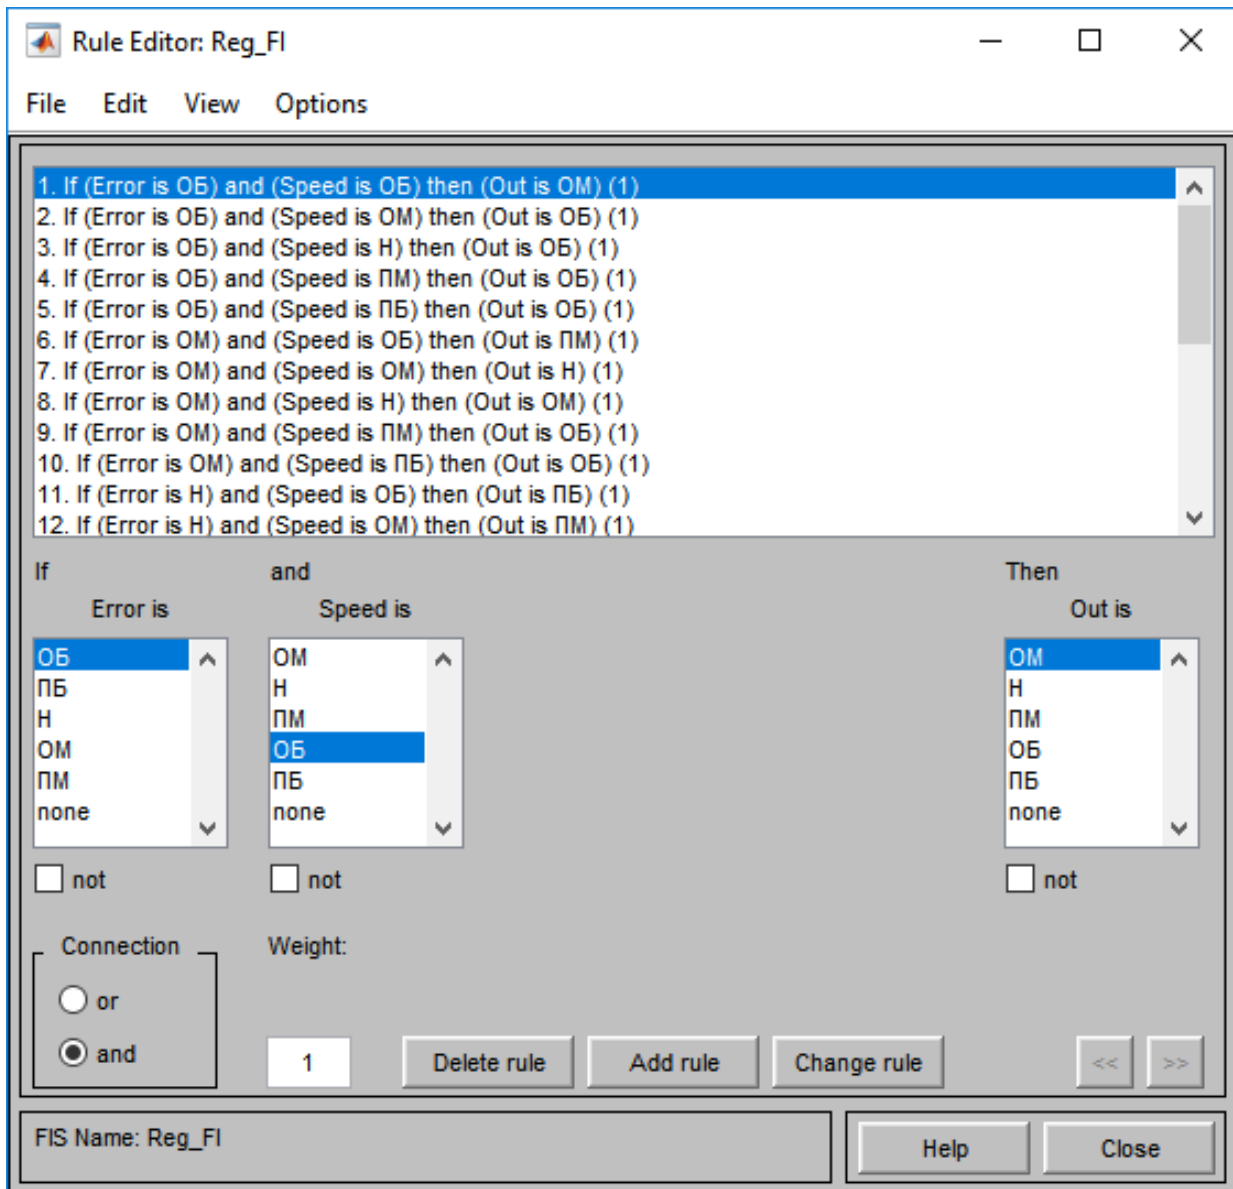 Rule Editor: Reg_FI
File Edit View Options
1. If (Error is ОБ) and (Speed is ОБ) then (Out is ОМ) (1)
2. If (Error is ОБ) and (Speed is ОМ) then (Out is ОБ) (1)
3. If (Error is ОБ) and (Speed is Н) then (Out is ОБ) (1)
4. If (Error is ОБ) and (Speed is ПМ) then (Out is ОБ) (1)
5. If (Error is ОБ) and (Speed is ПБ) then (Out is ОБ) (1)
6. If (Error is ОМ) and (Speed is ОБ) then (Out is ПМ) (1)
7. If (Error is ОМ) and (Speed is ОМ) then (Out is Н) (1)
8. If (Error is ОМ) and (Speed is Н) then (Out is ОМ) (1)
9. If (Error is ОМ) and (Speed is ПМ) then (Out is ОБ) (1)
10. If (Error is ОМ) and (Speed is ПБ) then (Out is ОБ) (1)
11. If (Error is Н) and (Speed is ОБ) then (Out is ПБ) (1)
12. If (Error is Н) and (Speed is ОМ) then (Out is ПМ) (1)
If and Then
Error is Speed is Out is
ОБ ОМ ОМ
ПБ Н Н
Н ПМ ПМ
ОМ ОБ ОБ
ПМ ПБ ПБ
none none none
not not not
Connection Weight:
or
and 1 Delete rule Add rule Change rule << >>
FIS Name: Reg_FI Help Close